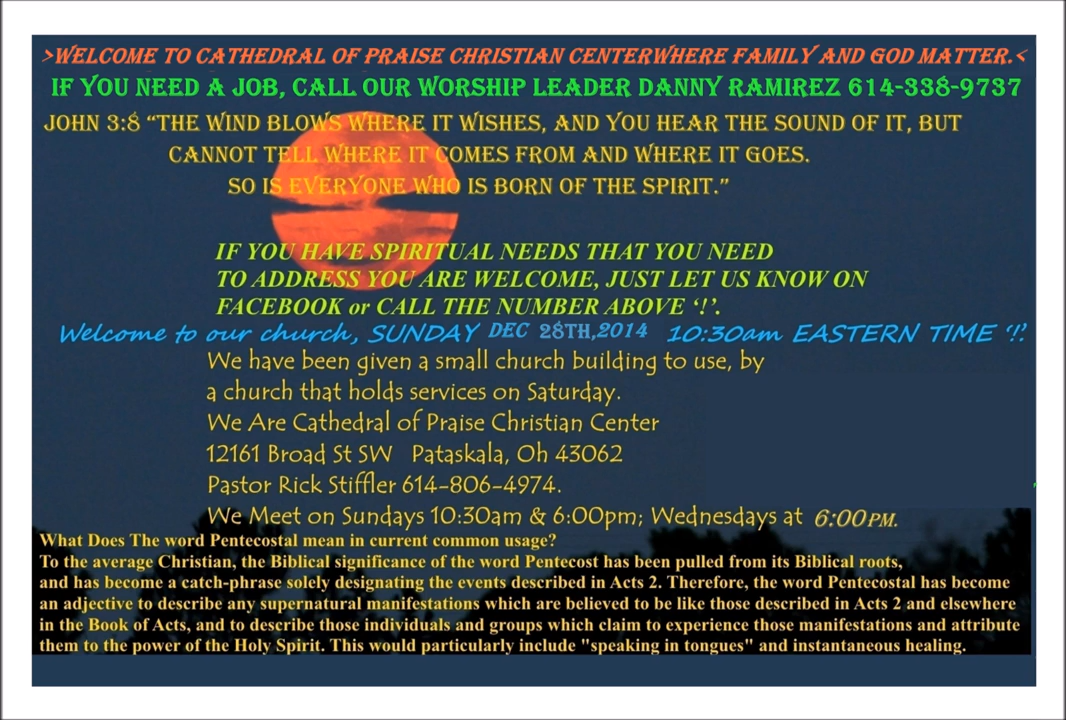 >WELCOME TO CATHEDRAL OF PRAISE CHRISTIAN CENTERWHERE FAMILY AND GOD MATTER.<
IF YOU NEED A JOB, CALL OUR WORSHIP LEADER DANNY RAMIREZ 614-338-9737
JOHN 3:8 “THE WIND BLOWS WHERE IT WISHES, AND YOU HEAR THE SOUND OF IT, BUT
CANNOT TELL WHERE IT COMES FROM AND WHERE IT GOES.
SO IS EVERYONE WHO IS BORN OF THE SPIRIT.”
IF YOU HAVE SPIRITUAL NEEDS THAT YOU NEED
TO ADDRESS YOU ARE WELCOME, JUST LET US KNOW ON
FACEBOOK or CALL THE NUMBER ABOVE ‘!’.
Welcome to our church, SUNDAY DEC 28TH,2014 10:30am EASTERN TIME ‘!’
We have been given a small church building to use, by
a church that holds services on Saturday.
We Are Cathedral of Praise Christian Center
12161 Broad St SW Pataskala, Oh 43062
Pastor Rick Stiffler 614-806-4974.
We Meet on Sundays 10:30am & 6:00pm; Wednesdays at 6:00PM.
What Does The word Pentecostal mean in current common usage?
To the average Christian, the Biblical significance of the word Pentecost has been pulled from its Biblical roots,
and has become a catch-phrase solely designating the events described in Acts 2. Therefore, the word Pentecostal has become
an adjective to describe any supernatural manifestations which are believed to be like those described in Acts 2 and elsewhere
in the Book of Acts, and to describe those individuals and groups which claim to experience those manifestations and attribute
them to the power of the Holy Spirit. This would particularly include "speaking in tongues" and instantaneous healing.